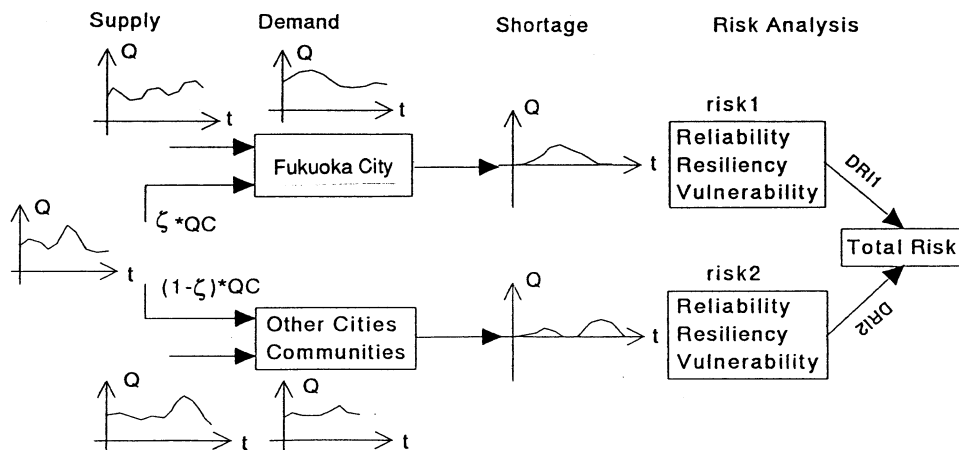 Supply
Demand
Shortage
Risk Analysis
Q
t
Q
t
Fukuoka City
Q
t
risk1
Reliability
Resiliency
Vulnerability
DRI1
Q
t
ζ*QC
(1-ζ)*QC
Total Risk
Other Cities
Communities
Q
t
risk2
Reliability
Resiliency
Vulnerability
DRI2
Q
t
Q
t